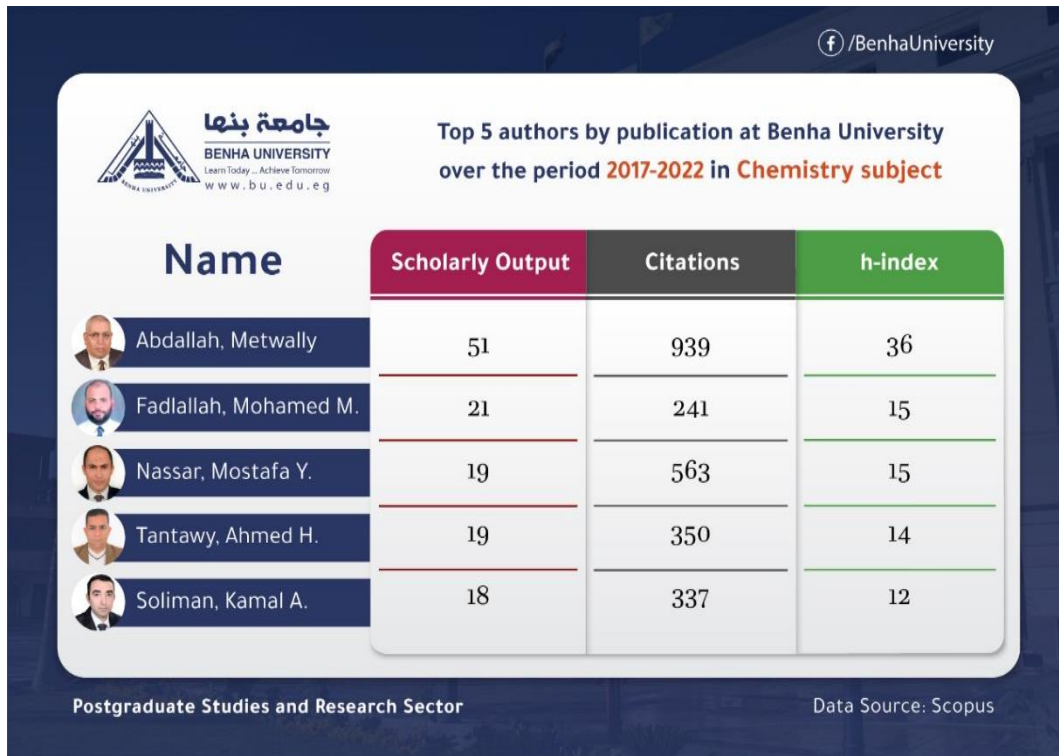 /BenhaUniversity
جامعة بنها
BENHA UNIVERSITY
Learn Today ... Achieve Tomorrow
www.bu.edu.eg
BENHA UNIVERSITY
Top 5 authors by publication at Benha University
over the period 2017-2022 in Chemistry subject
Name Scholarly Output Citations h-index
Abdallah, Metwally 51 939 36
Fadlallah, Mohamed M. 21 241 15
Nassar, Mostafa Y. 19 563 15
Tantawy, Ahmed H. 19 350 14
Soliman, Kamal A. 18 337 12
Postgraduate Studies and Research Sector Data Source: Scopus